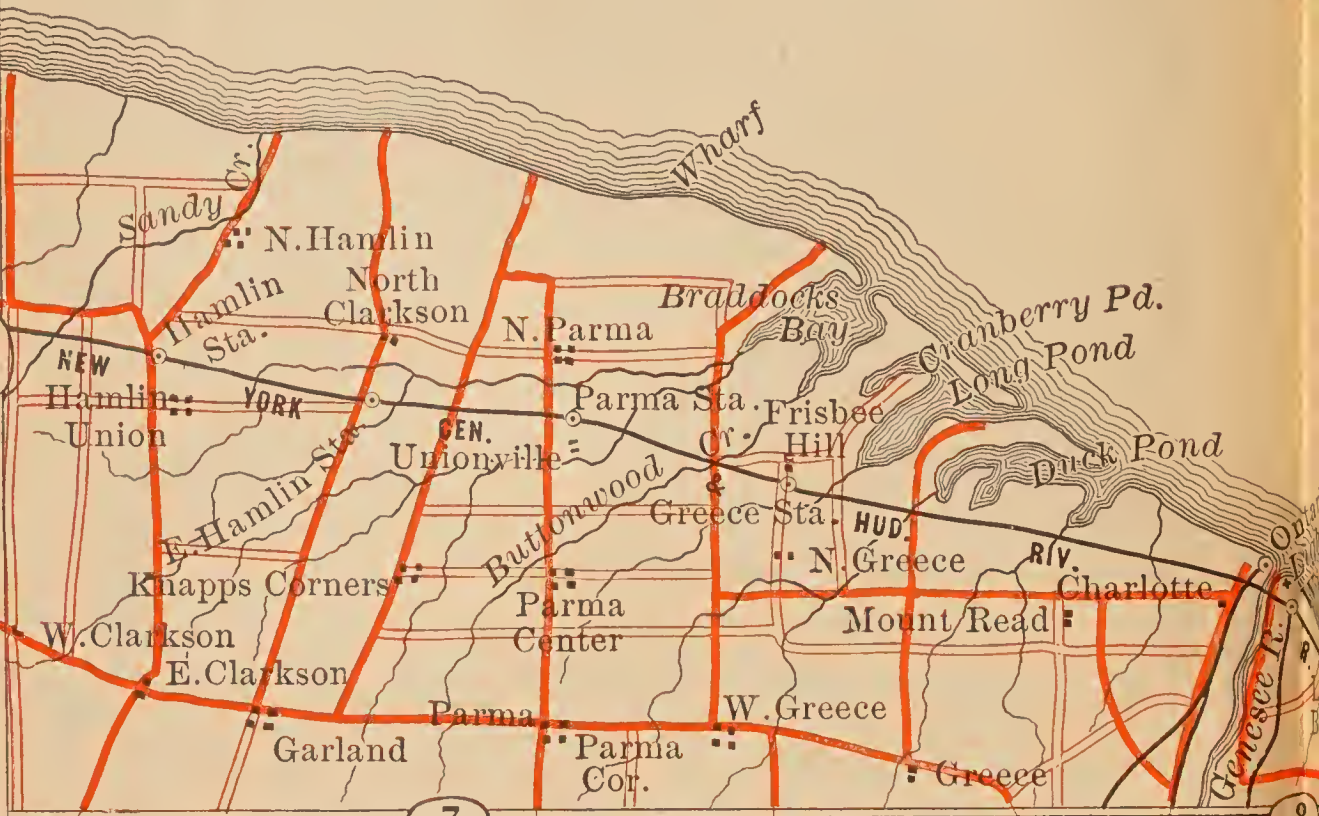 Wharf
Sandy Cr.
N.Hamlin
North
Clarkson
Hamlin
Sta.
N.Parma
Braddocks
Bay
Cranberry Pd.
Long Pond
Duck Pond
NEW
YORK
CEN.
&
HUD.
RIV.
Hamlin
Union
Parma Sta.
Frisbee
Hill
Unionville
E.Hamlin Sta.
Buttonwood Cr.
Greece Sta.
N.Greece
Knapps Corners
Parma
Center
Charlotte
Mount Read
W.Clarkson
E.Clarkson
Garland
Parma
Parma
Cor.
W.Greece
Greece
Genesee R.
R.
7
9